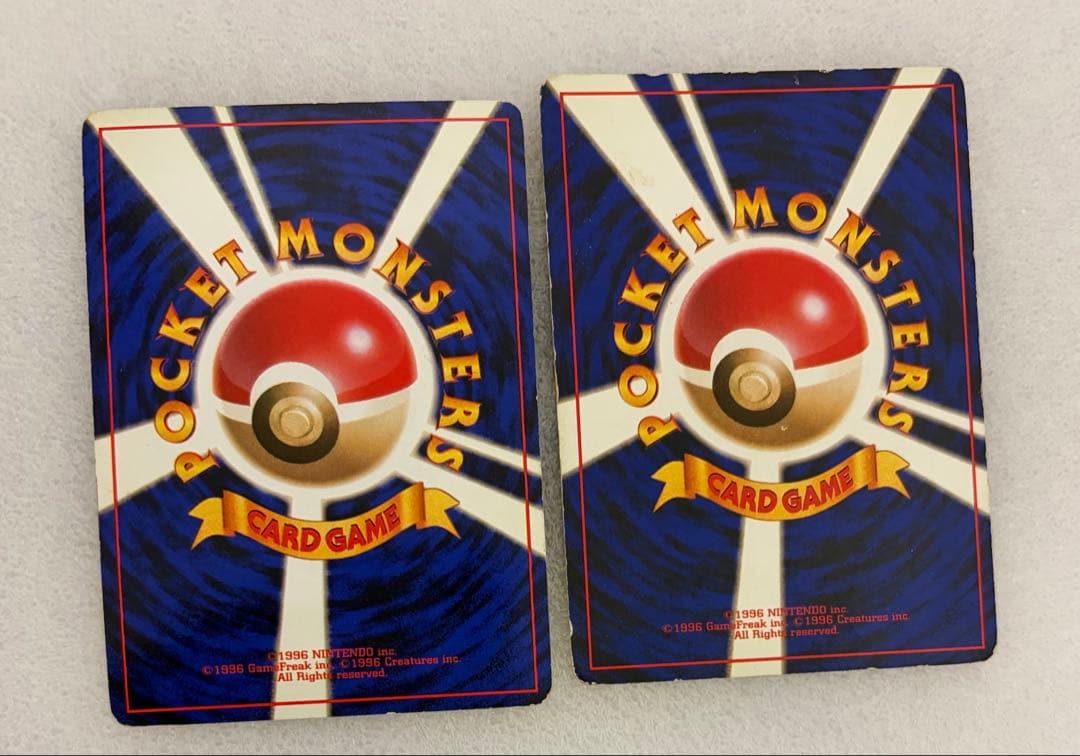 POCKET MONSTERS
CARD GAME
©1996 NINTENDO inc.
©1996 GameFreak inc. ©1996 Creatures inc.
All Rights reserved.
POCKET MONSTERS
CARD GAME
©1996 NINTENDO inc.
©1996 GameFreak inc. ©1996 Creatures inc.
All Rights reserved.